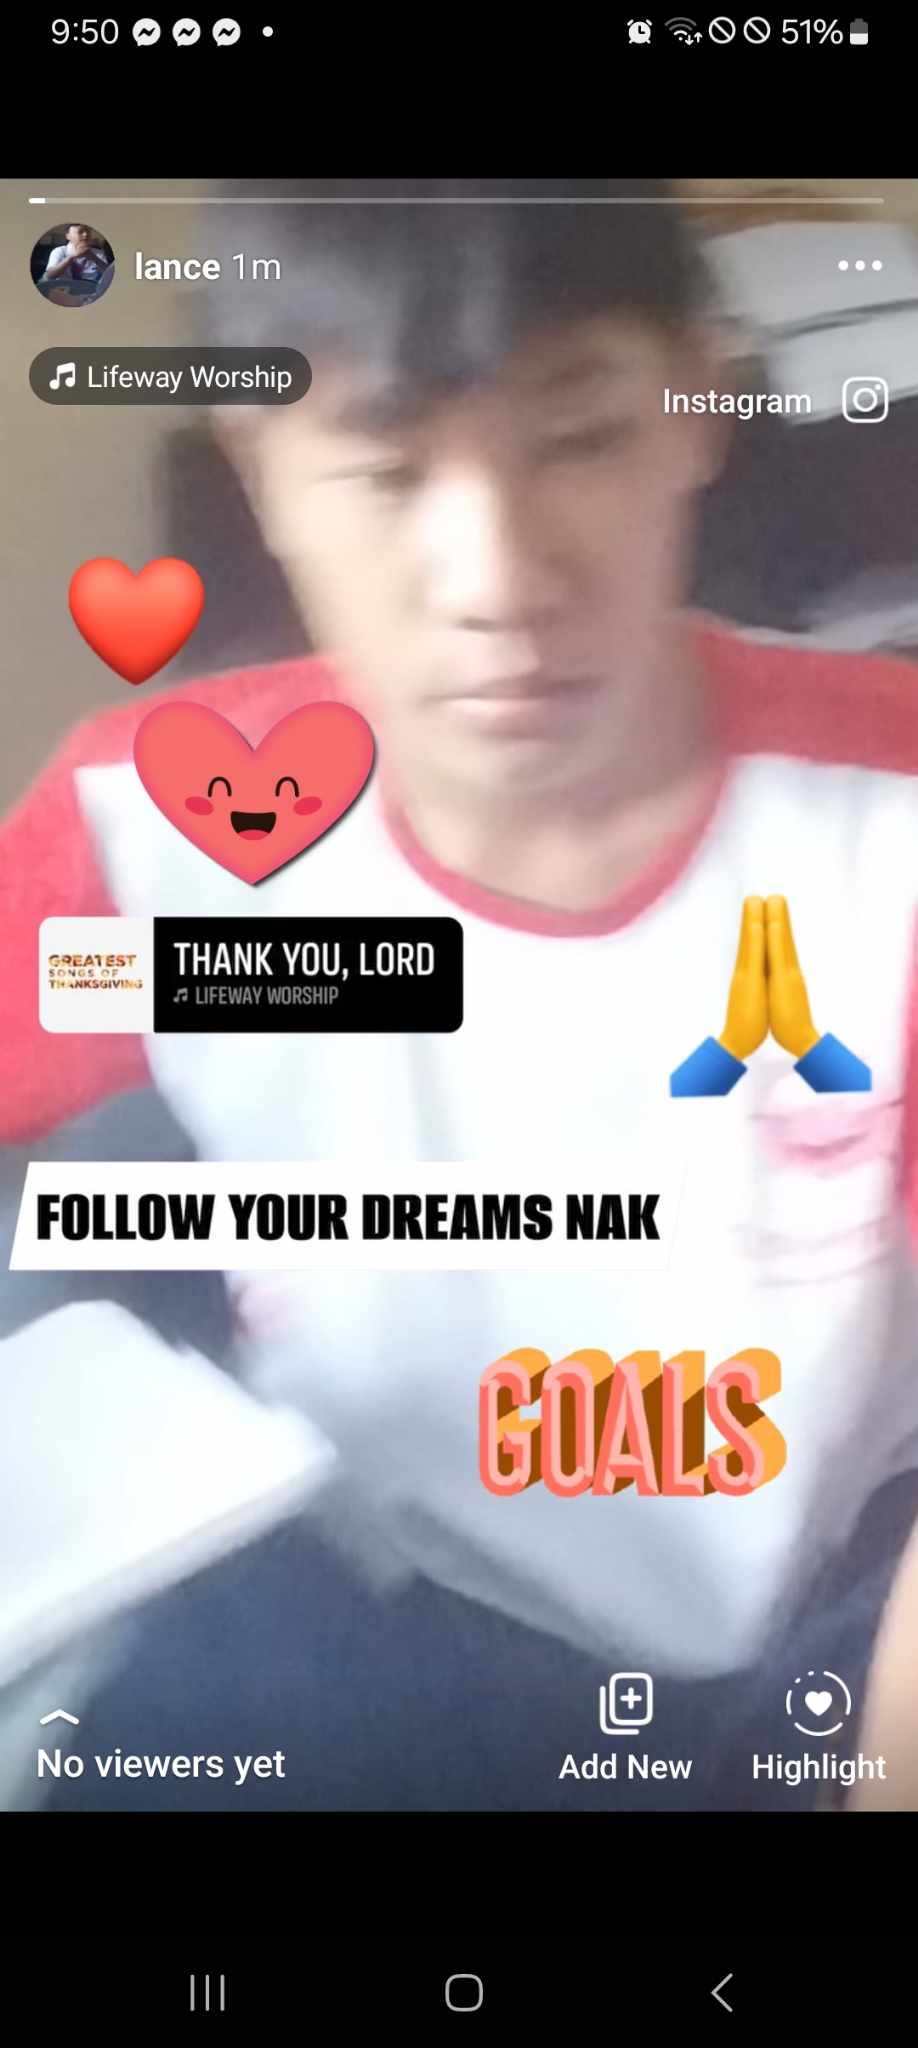 9:50
51%
lance 1m
Lifeway Worship
Instagram
GREATEST
SONGS OF
THANKSGIVING
THANK YOU, LORD
LIFEWAY WORSHIP
FOLLOW YOUR DREAMS NAK
GOALS
No viewers yet
Add New
Highlight